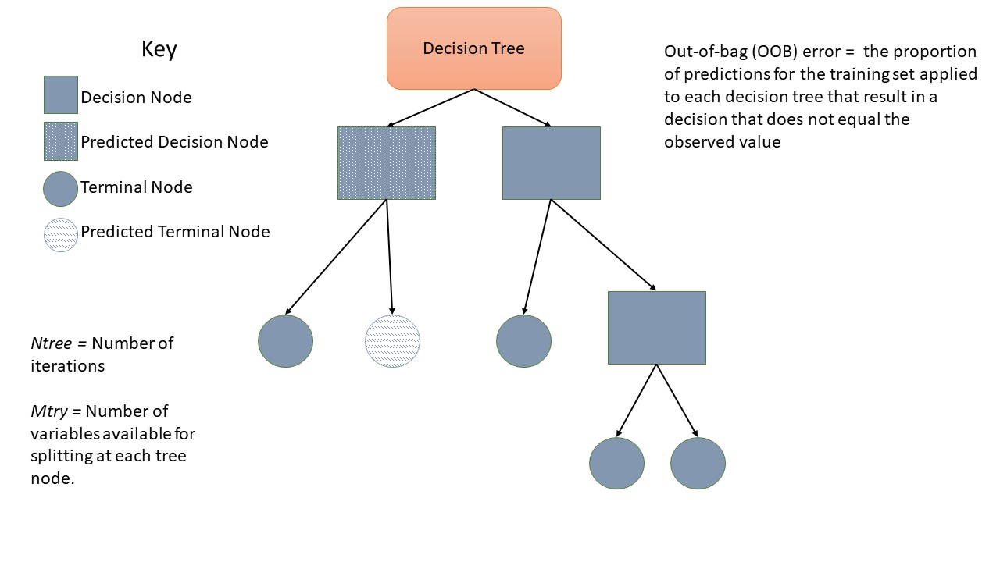 Decision Tree
Key
Decision Node
Predicted Decision Node
Terminal Node
Predicted Terminal Node
Out-of-bag (OOB) error = the proportion
of predictions for the training set applied
to each decision tree that result in a
decision that does not equal the
observed value
Ntree = Number of
iterations
Mtry = Number of
variables available for
splitting at each tree
node.